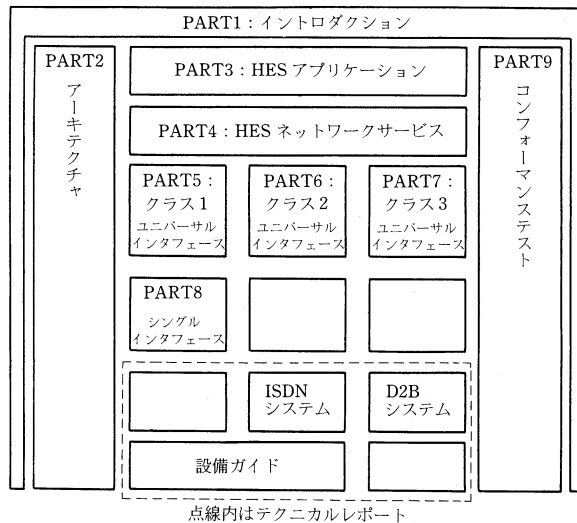 PART1：イントロダクション
PART2
アーキテクチャ
PART3：HESアプリケーション
PART4：HESネットワークサービス
PART5：
クラス1
ユニバーサル
インタフェース
PART6：
クラス2
ユニバーサル
インタフェース
PART7：
クラス3
ユニバーサル
インタフェース
PART8
シングル
インタフェース
ISDN
システム
D2B
システム
設備ガイド
PART9
コンフォーマンステスト
点線内はテクニカルレポート